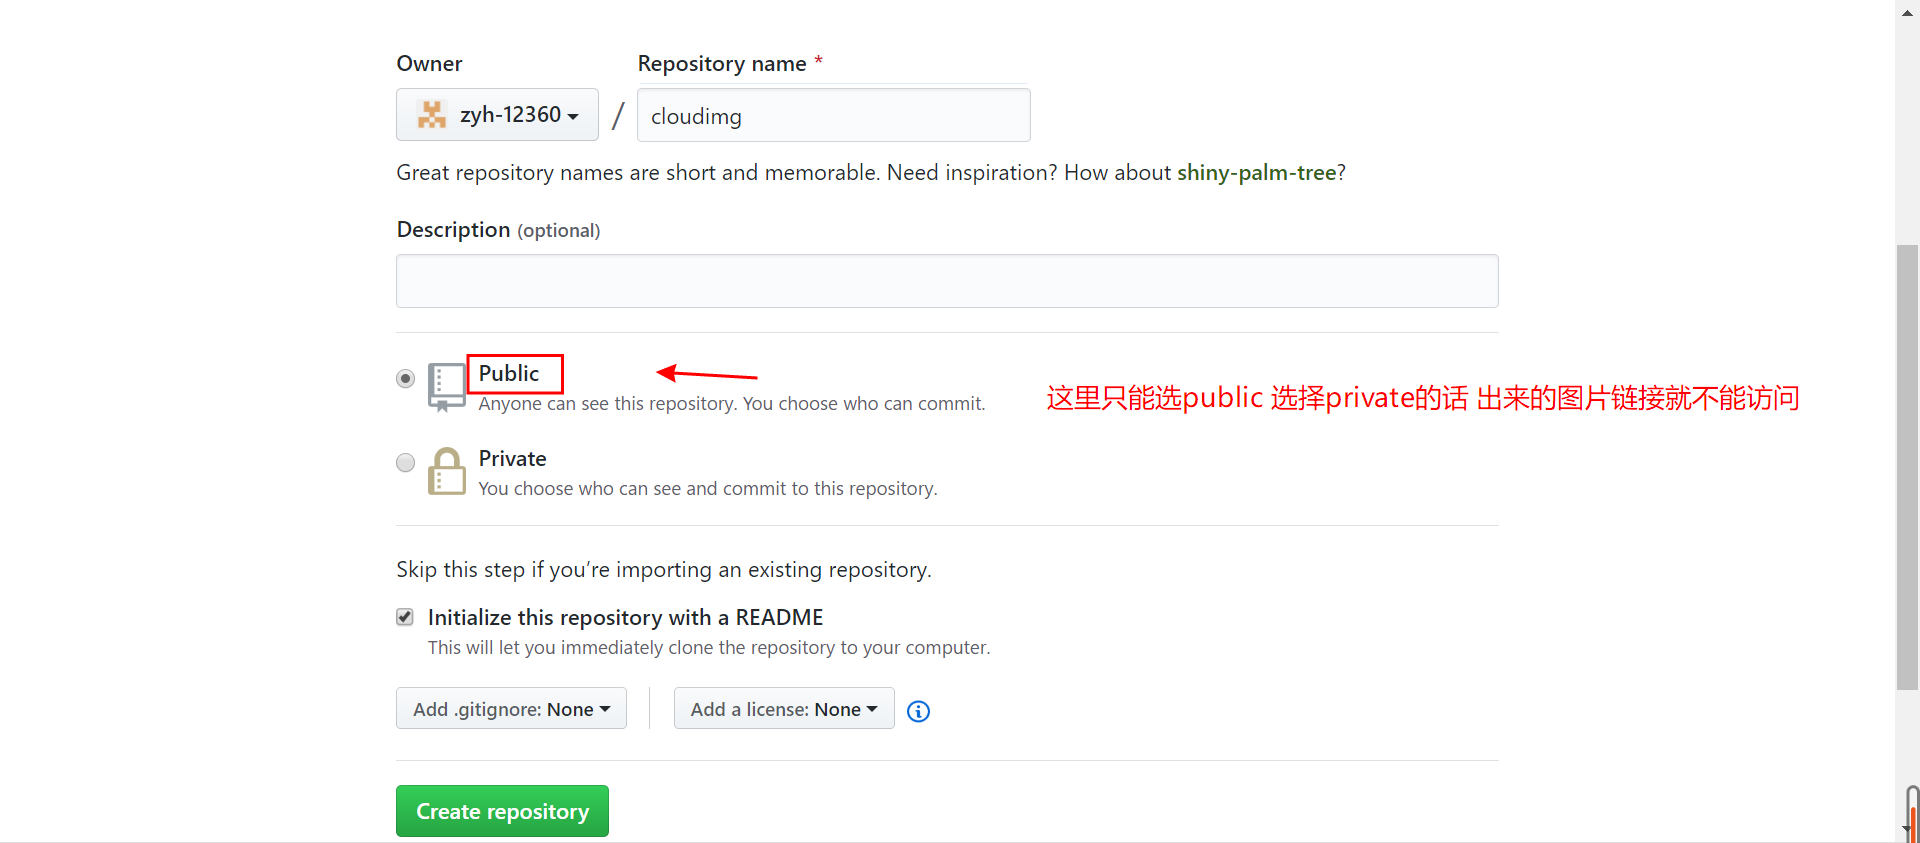 Owner
Repository name *
zyh-12360
/
cloudimg
Great repository names are short and memorable. Need inspiration? How about shiny-palm-tree?
Description (optional)
Public
Anyone can see this repository. You choose who can commit.
这里只能选public 选择private的话 出来的图片链接就不能访问
Private
You choose who can see and commit to this repository.
Skip this step if you’re importing an existing repository.
Initialize this repository with a README
This will let you immediately clone the repository to your computer.
Add .gitignore: None
Add a license: None
Create repository